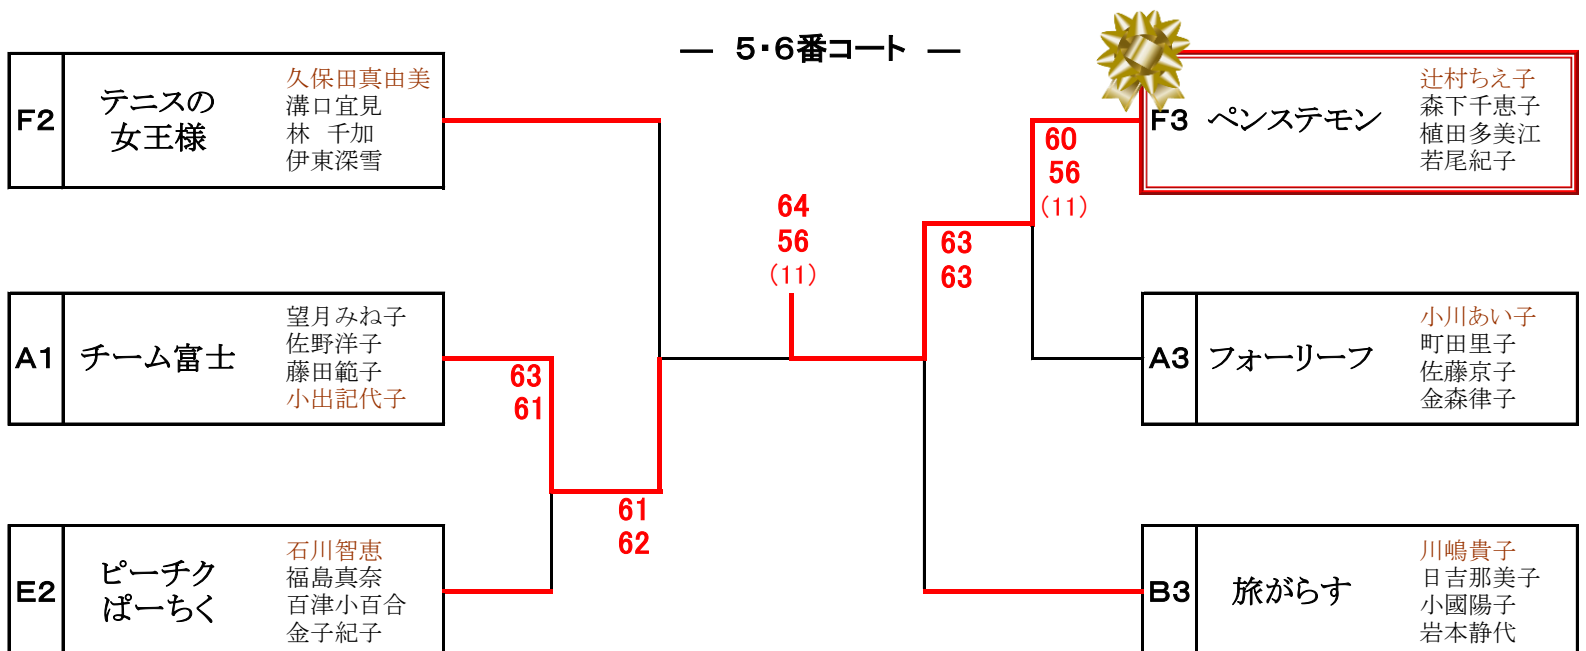 ― 5・6番コート ―
F2
テニスの
女王様
久保田真由美
溝口宜見
林　千加
伊東深雪
A1
チーム富士
望月みね子
佐野洋子
藤田範子
小出記代子
E2
ピーチク
ぱーちく
石川智恵
福島真奈
百津小百合
金子紀子
63
61
61
62
64
56
(11)
63
63
60
56
(11)
F3
ペンステモン
辻村ちえ子
森下千恵子
植田多美江
若尾紀子
A3
フォーリーフ
小川あい子
町田里子
佐藤京子
金森律子
B3
旅がらす
川嶋貴子
日吉那美子
小國陽子
岩本静代